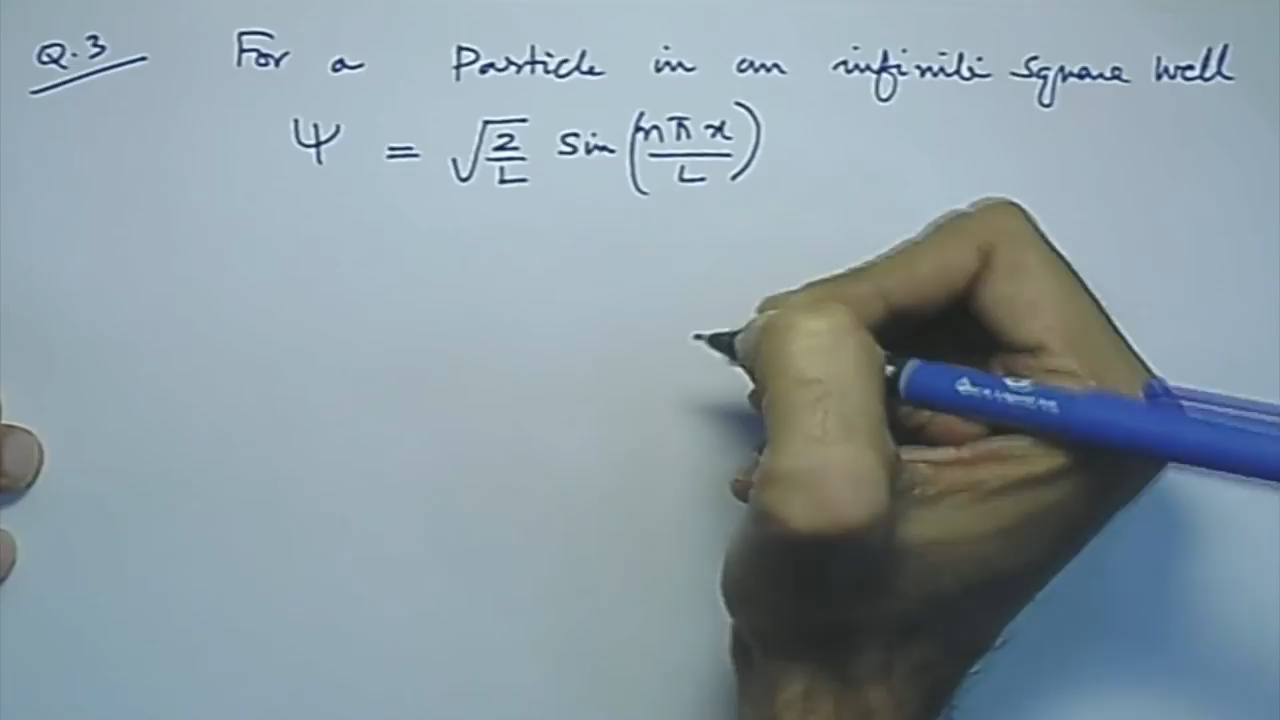 Q.3 For a Particle in an infinite Square well
Ψ = √(2/L) Sin(nπx/L)